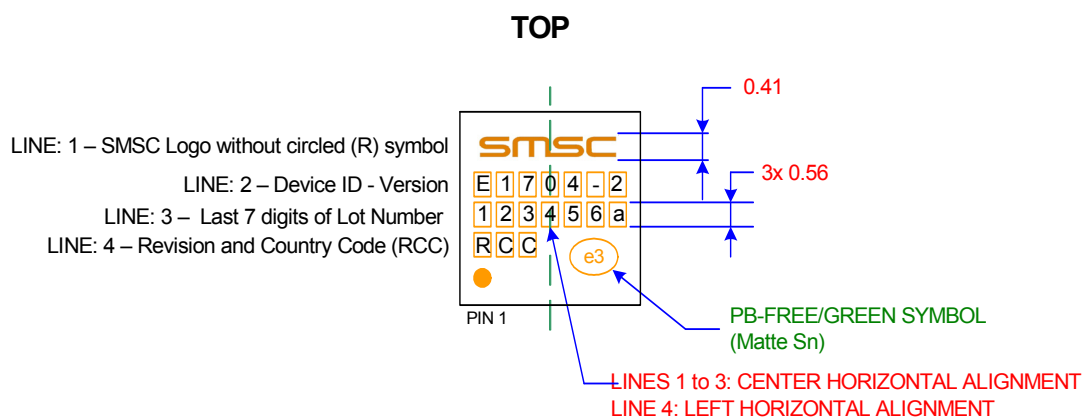 TOP
0.41
LINE: 1 – SMSC Logo without circled (R) symbol
SMSC
3x 0.56
LINE: 2 – Device ID - Version
E1704-2
LINE: 3 – Last 7 digits of Lot Number
123456a
LINE: 4 – Revision and Country Code (RCC)
RCC
e3
PIN 1
PB-FREE/GREEN SYMBOL
(Matte Sn)
LINES 1 to 3: CENTER HORIZONTAL ALIGNMENT
LINE 4: LEFT HORIZONTAL ALIGNMENT